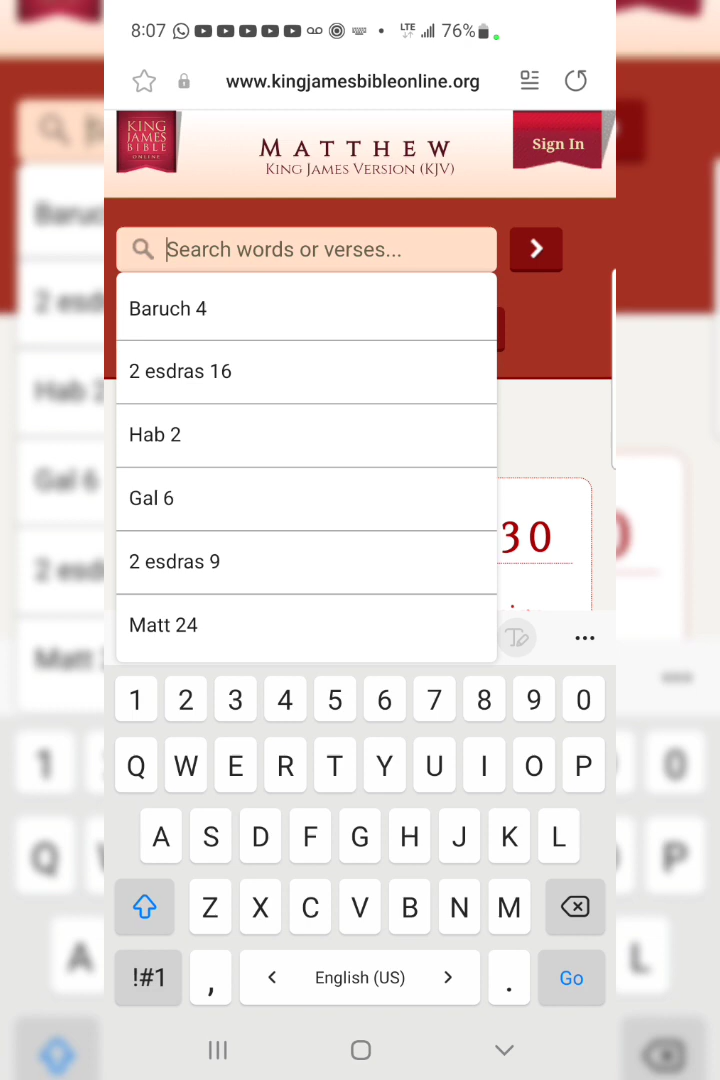 8:07 LTE 76%
www.kingjamesbibleonline.org
KING
JAMES
BIBLE
ONLINE
MATTHEW
KING JAMES VERSION (KJV)
Sign In
Search words or verses...
Baruch 4
2 esdras 16
Hab 2
Gal 6
2 esdras 9
Matt 24
30
1 2 3 4 5 6 7 8 9 0
Q W E R T Y U I O P
A S D F G H J K L
Z X C V B N M
!#1 , < English (US) > . Go